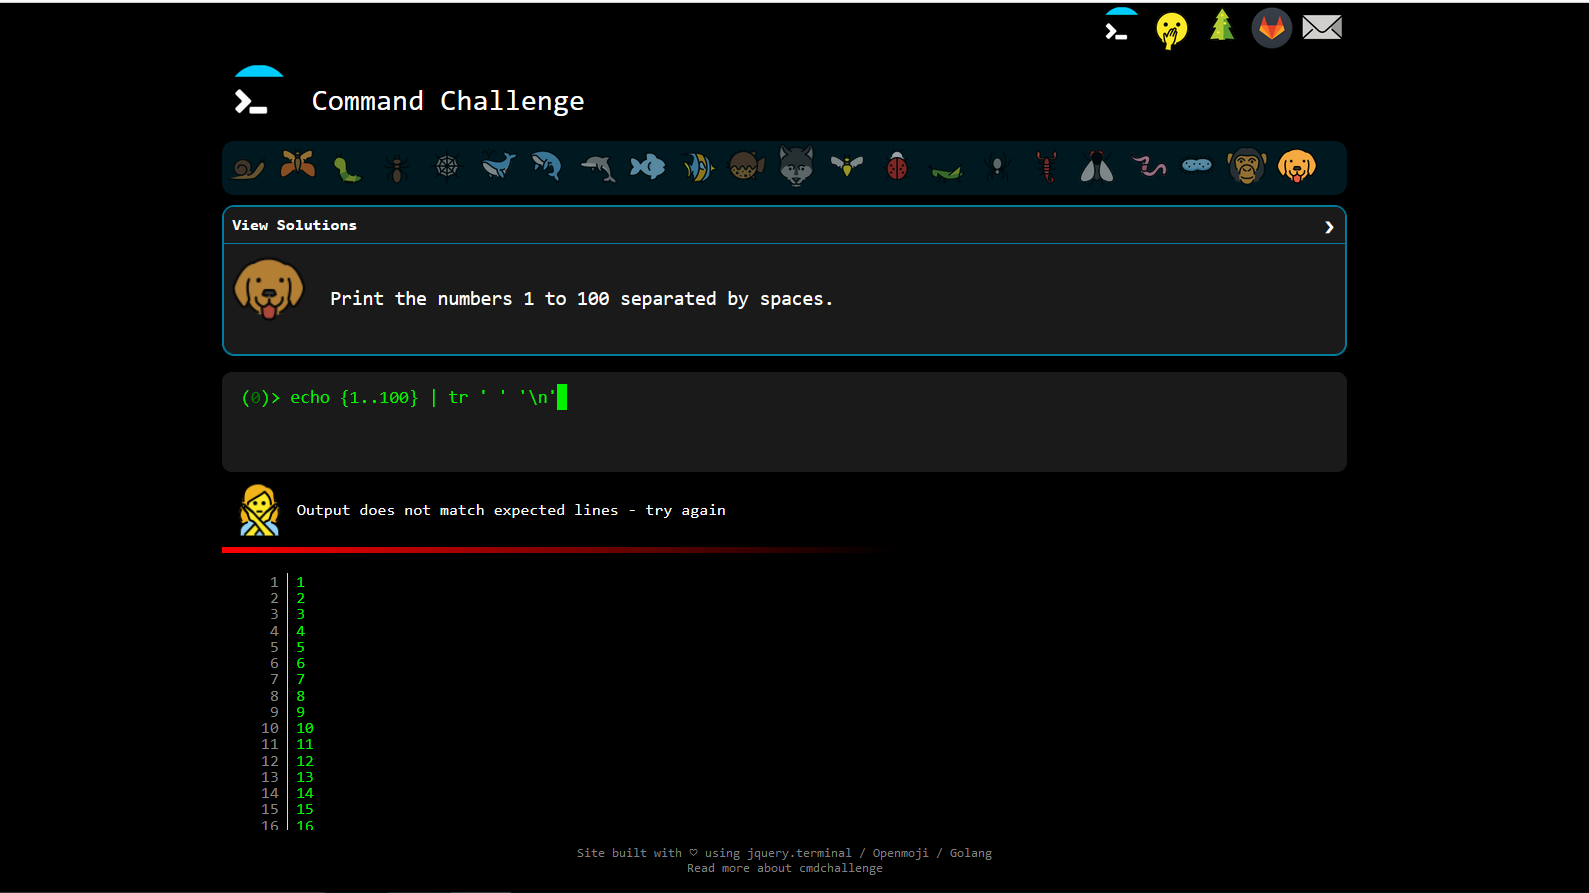 Command Challenge
View Solutions
Print the numbers 1 to 100 separated by spaces.
(0)> echo {1..100} | tr ' ' '\n'
Output does not match expected lines - try again
1 1
2 2
3 3
4 4
5 5
6 6
7 7
8 8
9 9
10 10
11 11
12 12
13 13
14 14
15 15
16 16
Site built with ♡ using jquery.terminal / Openmoji / Golang
Read more about cmdchallenge